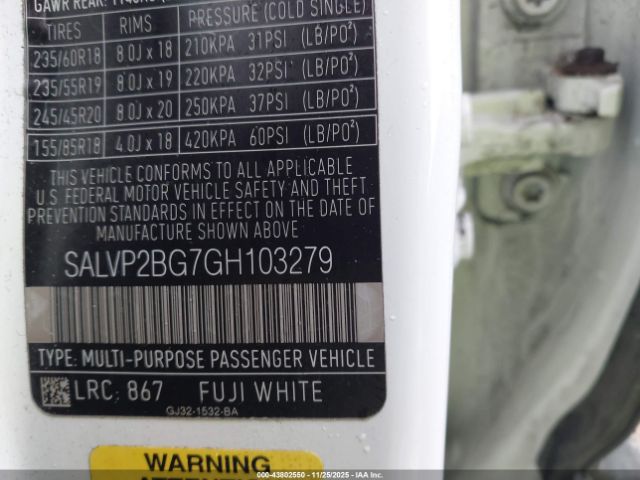 GAWR REAR:
TIRES RIMS PRESSURE (COLD SINGLE)
235/60R18 8.0J x 18 210KPA 31PSI (LB/PO²)
235/55R19 8.0J x 19 220KPA 32PSI (LB/PO²)
245/45R20 8.0J x 20 250KPA 37PSI (LB/PO²)
155/85R18 4.0J x 18 420KPA 60PSI (LB/PO²)
THIS VEHICLE CONFORMS TO ALL APPLICABLE
U.S FEDERAL MOTOR VEHICLE SAFETY AND THEFT
PREVENTION STANDARDS IN EFFECT ON THE DATE
OF MANUFACTURE SHOWN ABOVE
SALVP2BG7GH103279
TYPE: MULTI-PURPOSE PASSENGER VEHICLE
LRC: 867 FUJI WHITE
GJ32-1532-BA
WARNING
000-43802550 - 11/25/2025 - COPYRIGHT IAA, LLC